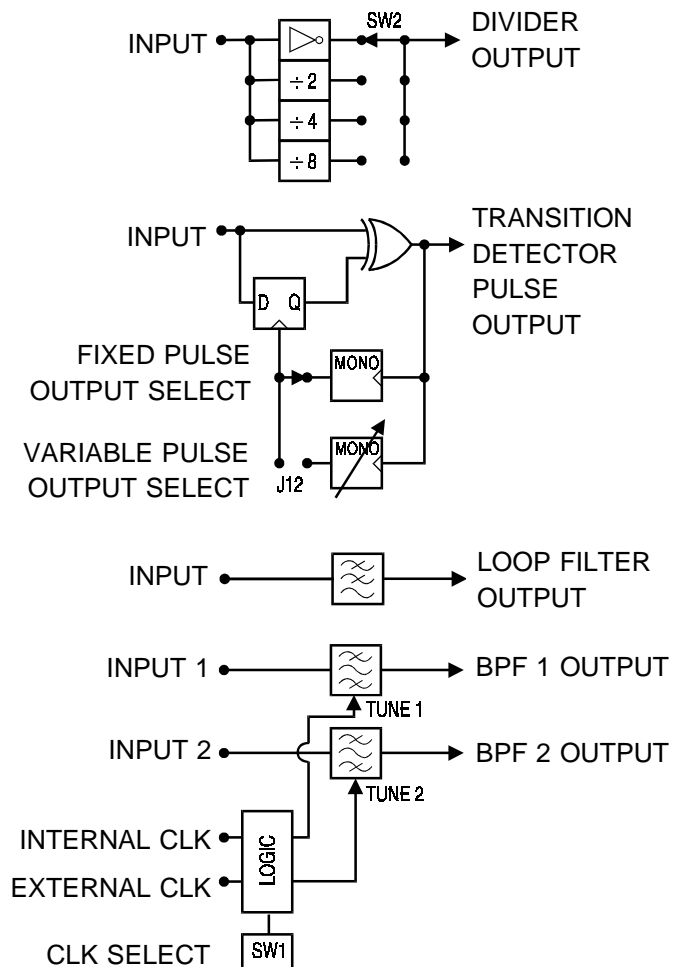 INPUT
SW2
DIVIDER
OUTPUT
÷2
÷4
÷8
INPUT
TRANSITION
DETECTOR
PULSE
OUTPUT
D Q
FIXED PULSE
OUTPUT SELECT
MONO
VARIABLE PULSE
OUTPUT SELECT
J12
MONO
INPUT
LOOP FILTER
OUTPUT
INPUT 1
BPF 1 OUTPUT
TUNE 1
INPUT 2
BPF 2 OUTPUT
TUNE 2
INTERNAL CLK
LOGIC
EXTERNAL CLK
CLK SELECT
SW1